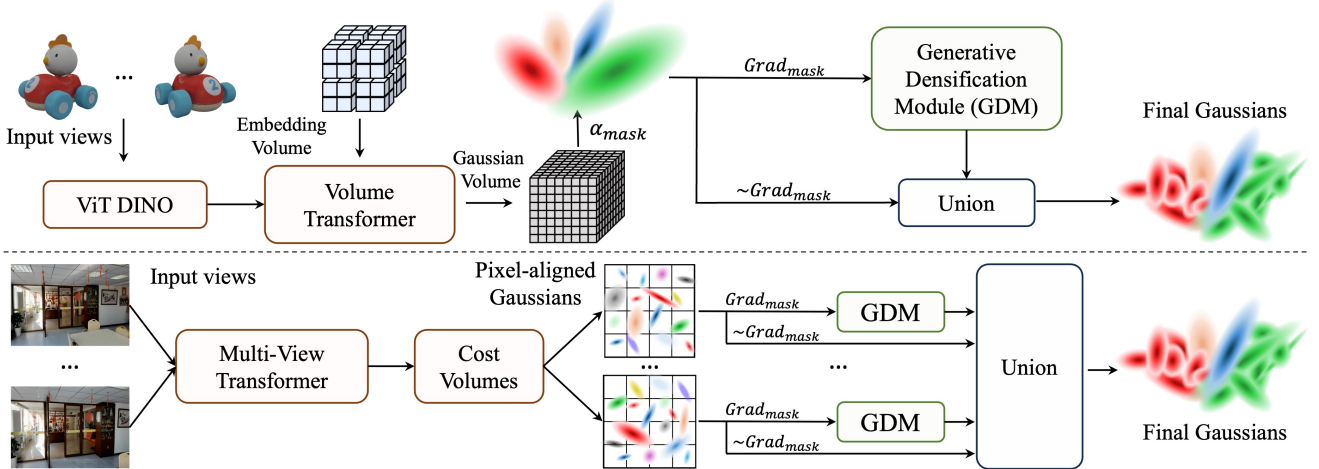 Input views
...
Embedding
Volume
ViT DINO
Volume
Transformer
Gaussian
Volume
α_mask
Grad_mask
~Grad_mask
Generative
Densification
Module (GDM)
Union
Final Gaussians
Input views
...
Multi-View
Transformer
Cost
Volumes
Pixel-aligned
Gaussians
...
Grad_mask
~Grad_mask
GDM
...
Grad_mask
~Grad_mask
GDM
Union
Final Gaussians